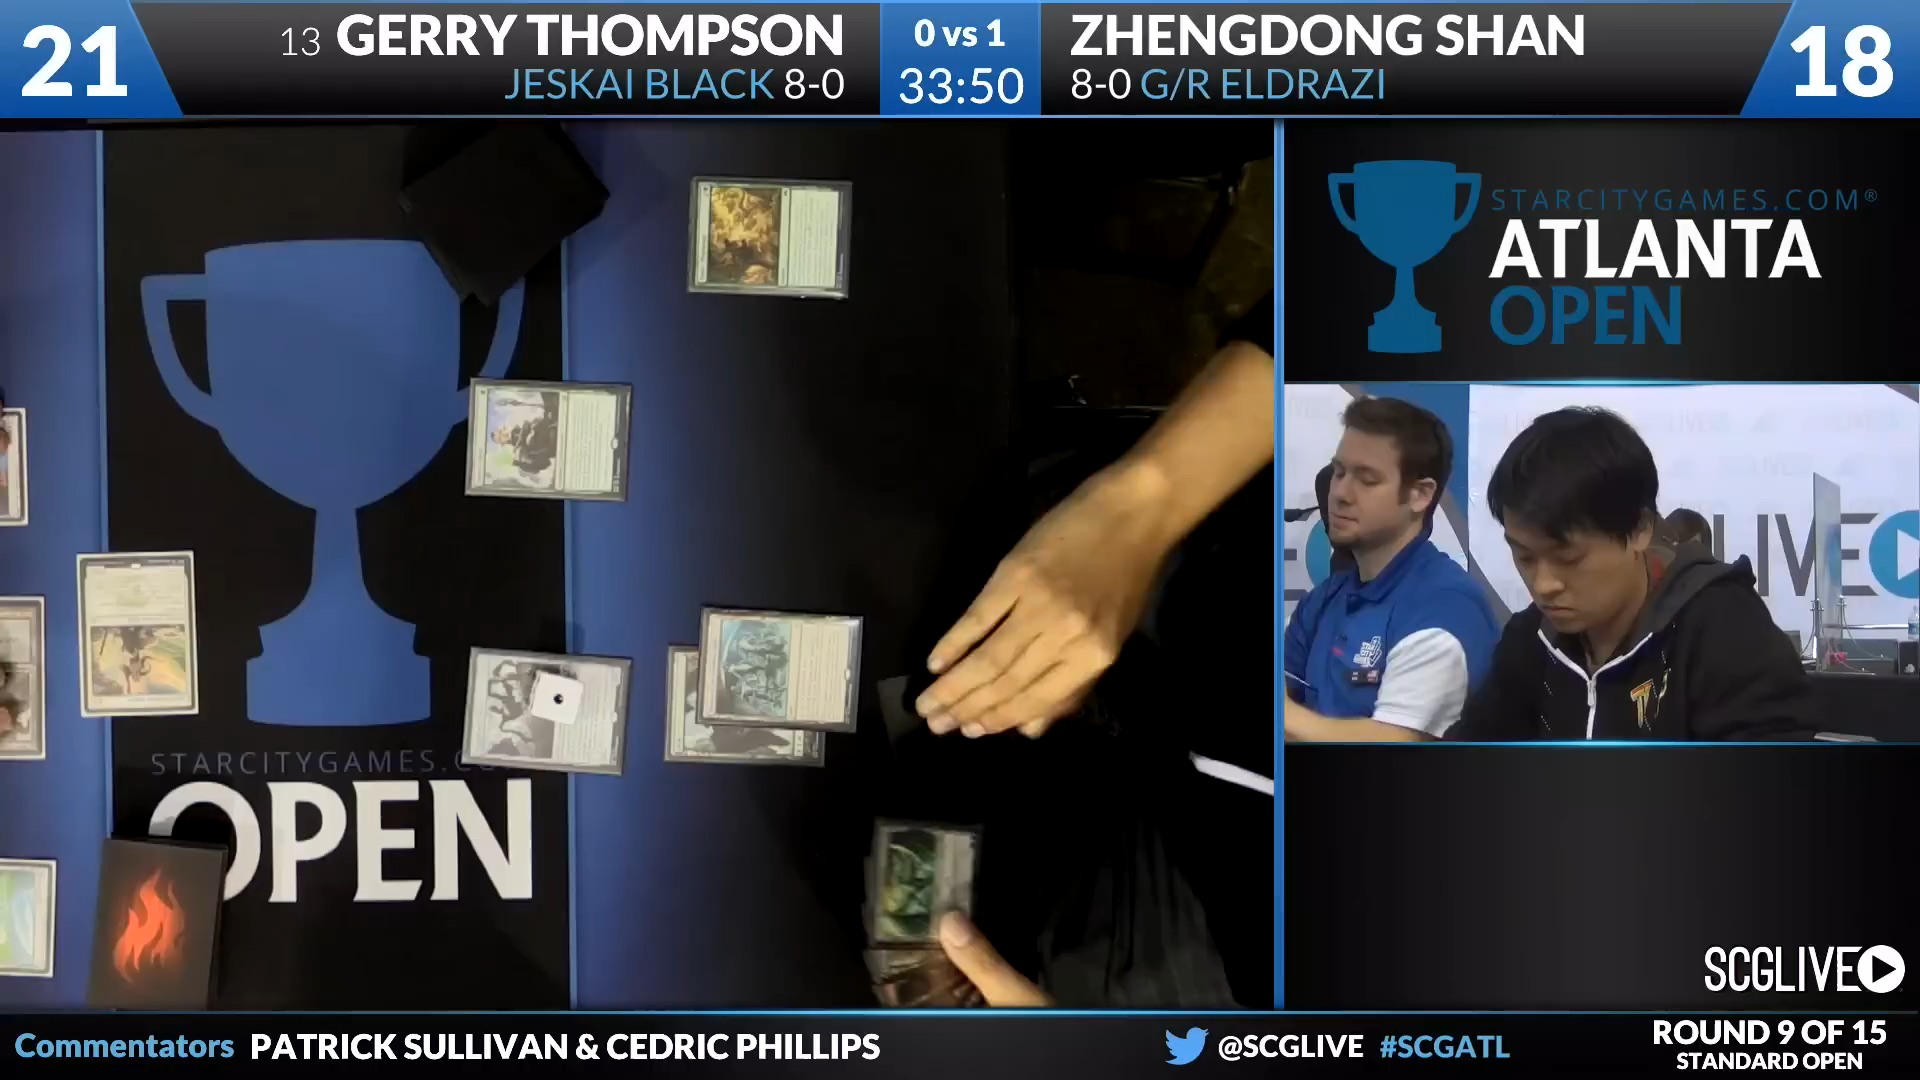 21
13 GERRY THOMPSON
JESKAI BLACK 8-0
0 vs 1
33:50
ZHENGDONG SHAN
8-0 G/R ELDRAZI
18
STARCITYGAMES.COM®
ATLANTA
OPEN
STARCITYGAMES.C
OPEN
LIVE
SCGLIVE
Commentators PATRICK SULLIVAN & CEDRIC PHILLIPS
@SCGLIVE #SCGATL
ROUND 9 OF 15
STANDARD OPEN